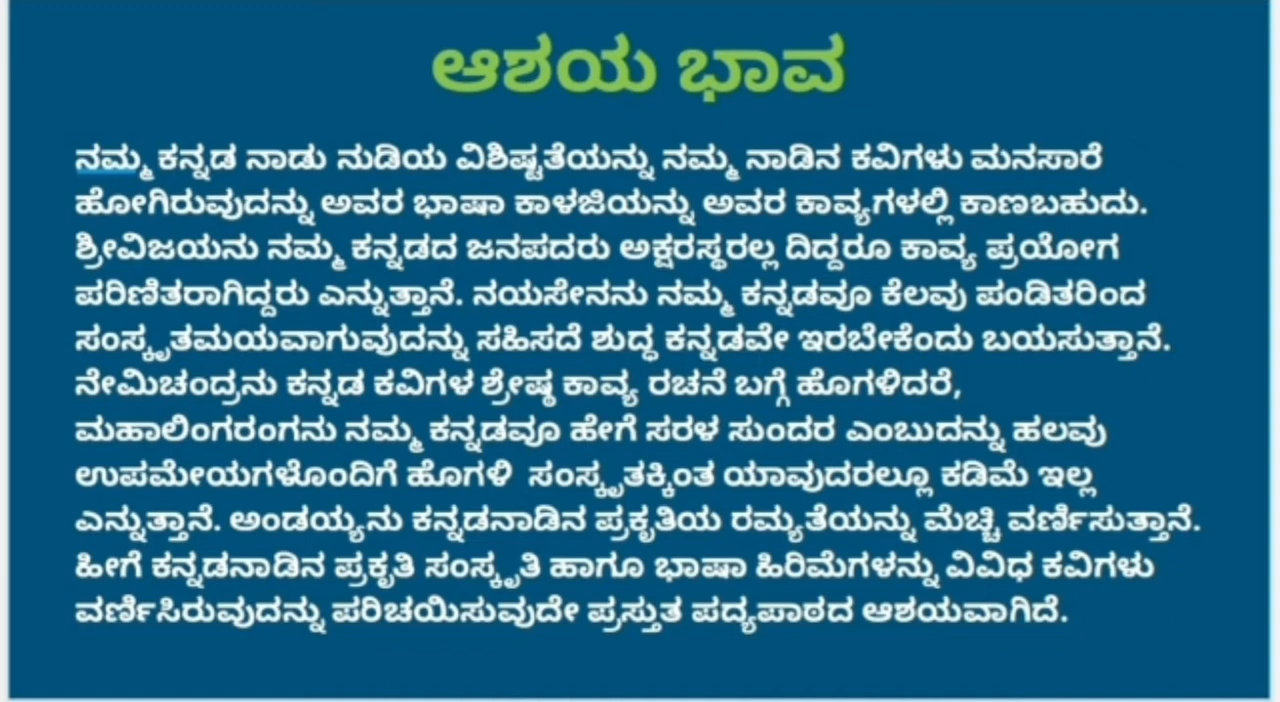 ಆಶಯ ಭಾವ
ನಮ್ಮ ಕನ್ನಡ ನಾಡು ನುಡಿಯ ವಿಶಿಷ್ಟತೆಯನ್ನು ನಮ್ಮ ನಾಡಿನ ಕವಿಗಳು ಮನಸಾರೆ
ಹೋಗಿರುವುದನ್ನು ಅವರ ಭಾಷಾ ಕಾಳಜಿಯನ್ನು ಅವರ ಕಾವ್ಯಗಳಲ್ಲಿ ಕಾಣಬಹುದು.
ಶ್ರೀವಿಜಯನು ನಮ್ಮ ಕನ್ನಡದ ಜನಪದರು ಅಕ್ಷರಸ್ಥರಲ್ಲ ದಿದ್ದರೂ ಕಾವ್ಯ ಪ್ರಯೋಗ
ಪರಿಣಿತರಾಗಿದ್ದರು ಎನ್ನುತ್ತಾನೆ. ನಯಸೇನನು ನಮ್ಮ ಕನ್ನಡವೂ ಕೆಲವು ಪಂಡಿತರಿಂದ
ಸಂಸ್ಕೃತಮಯವಾಗುವುದನ್ನು ಸಹಿಸದೆ ಶುದ್ಧ ಕನ್ನಡವೇ ಇರಬೇಕೆಂದು ಬಯಸುತ್ತಾನೆ.
ನೇಮಿಚಂದ್ರನು ಕನ್ನಡ ಕವಿಗಳ ಶ್ರೇಷ್ಠ ಕಾವ್ಯ ರಚನೆ ಬಗ್ಗೆ ಹೊಗಳಿದರೆ,
ಮಹಾಲಿಂಗರಂಗನು ನಮ್ಮ ಕನ್ನಡವೂ ಹೇಗೆ ಸರಳ ಸುಂದರ ಎಂಬುದನ್ನು ಹಲವು
ಉಪಮೇಯಗಳೊಂದಿಗೆ ಹೊಗಳಿ ಸಂಸ್ಕೃತಕ್ಕಿಂತ ಯಾವುದರಲ್ಲೂ ಕಡಿಮೆ ಇಲ್ಲ
ಎನ್ನುತ್ತಾನೆ. ಅಂಡಯ್ಯನು ಕನ್ನಡನಾಡಿನ ಪ್ರಕೃತಿಯ ರಮ್ಯತೆಯನ್ನು ಮೆಚ್ಚಿ ವರ್ಣಿಸುತ್ತಾನೆ.
ಹೀಗೆ ಕನ್ನಡನಾಡಿನ ಪ್ರಕೃತಿ ಸಂಸ್ಕೃತಿ ಹಾಗೂ ಭಾಷಾ ಹಿರಿಮೆಗಳನ್ನು ವಿವಿಧ ಕವಿಗಳು
ವರ್ಣಿಸಿರುವುದನ್ನು ಪರಿಚಯಿಸುವುದೇ ಪ್ರಸ್ತುತ ಪದ್ಯಪಾಠದ ಆಶಯವಾಗಿದೆ.